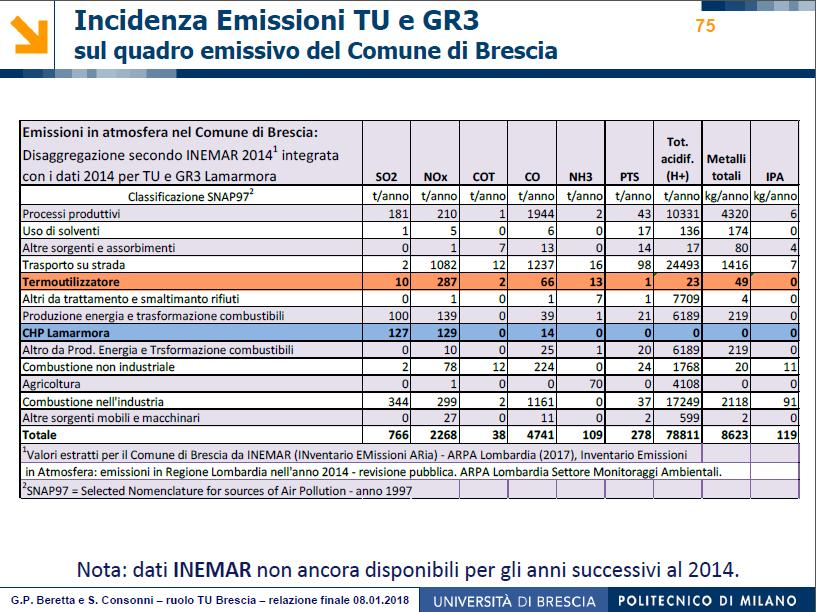 Incidenza Emissioni TU e GR3
75
sul quadro emissivo del Comune di Brescia
Emissioni in atmosfera nel Comune di Brescia:
Disaggregazione secondo INEMAR 2014¹ integrata
con i dati 2014 per TU e GR3 Lamarmora
SO2 NOx COT CO NH3 PTS Tot. acidif. (H+) Metalli totali IPA
Classificazione SNAP97² t/anno t/anno t/anno t/anno t/anno t/anno t/anno kg/anno kg/anno
Processi produttivi 181 210 1 1944 2 43 10331 4320 6
Uso di solventi 1 5 0 6 0 17 136 174 0
Altre sorgenti e assorbimenti 0 1 7 13 0 14 17 80 4
Trasporto su strada 2 1082 12 1237 16 98 24493 1416 7
Termoutilizzatore 10 287 2 66 13 1 23 49 0
Altri da trattamento e smaltimanto rifiuti 0 1 0 1 7 1 7709 4 0
Produzione energia e trasformazione combustibili 100 139 0 39 1 21 6189 219 0
CHP Lamarmora 127 129 0 14 0 0 0 0 0
Altro da Prod. Energia e Trsformazione combustibili 0 10 0 25 1 20 6189 219 0
Combustione non industriale 2 78 12 224 0 24 1768 20 11
Agricoltura 0 1 0 0 70 0 4108 0 0
Combustione nell'industria 344 299 2 1161 0 37 17249 2118 91
Altre sorgenti mobili e macchinari 0 27 0 11 0 2 599 2 0
Totale 766 2268 38 4741 109 278 78811 8623 119
¹Valori estratti per il Comune di Brescia da INEMAR (INventario EMissioni ARia) - ARPA Lombardia (2017), Inventario Emissioni
in Atmosfera: emissioni in Regione Lombardia nell'anno 2014 - revisione pubblica. ARPA Lombardia Settore Monitoraggi Ambientali.
²SNAP97 = Selected Nomenclature for sources of Air Pollution - anno 1997
Nota: dati INEMAR non ancora disponibili per gli anni successivi al 2014.
G.P. Beretta e S. Consonni – ruolo TU Brescia – relazione finale 08.01.2018 UNIVERSITÀ DI BRESCIA POLITECNICO DI MILANO